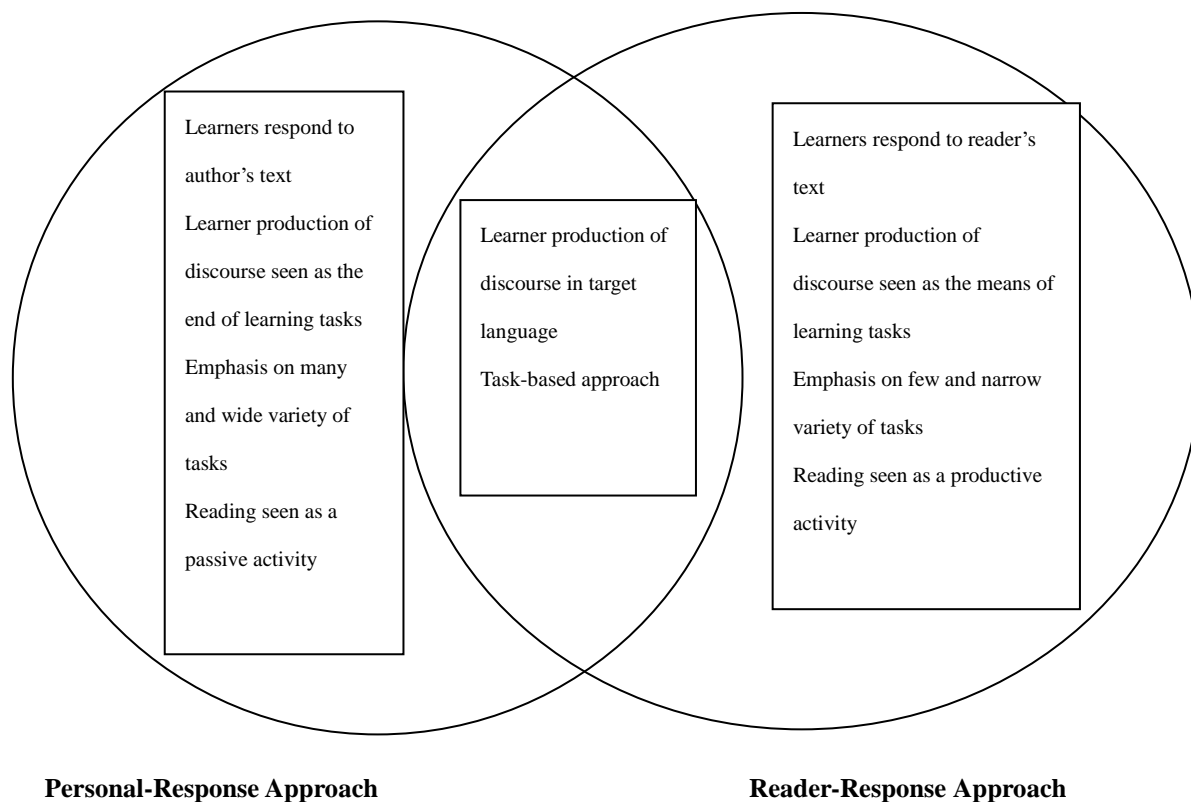 Learners respond to
author’s text
Learner production of
discourse seen as the
end of learning tasks
Emphasis on many
and wide variety of
tasks
Reading seen as a
passive activity
Learner production of
discourse in target
language
Task-based approach
Learners respond to reader’s
text
Learner production of
discourse seen as the means of
learning tasks
Emphasis on few and narrow
variety of tasks
Reading seen as a productive
activity
Personal-Response Approach
Reader-Response Approach